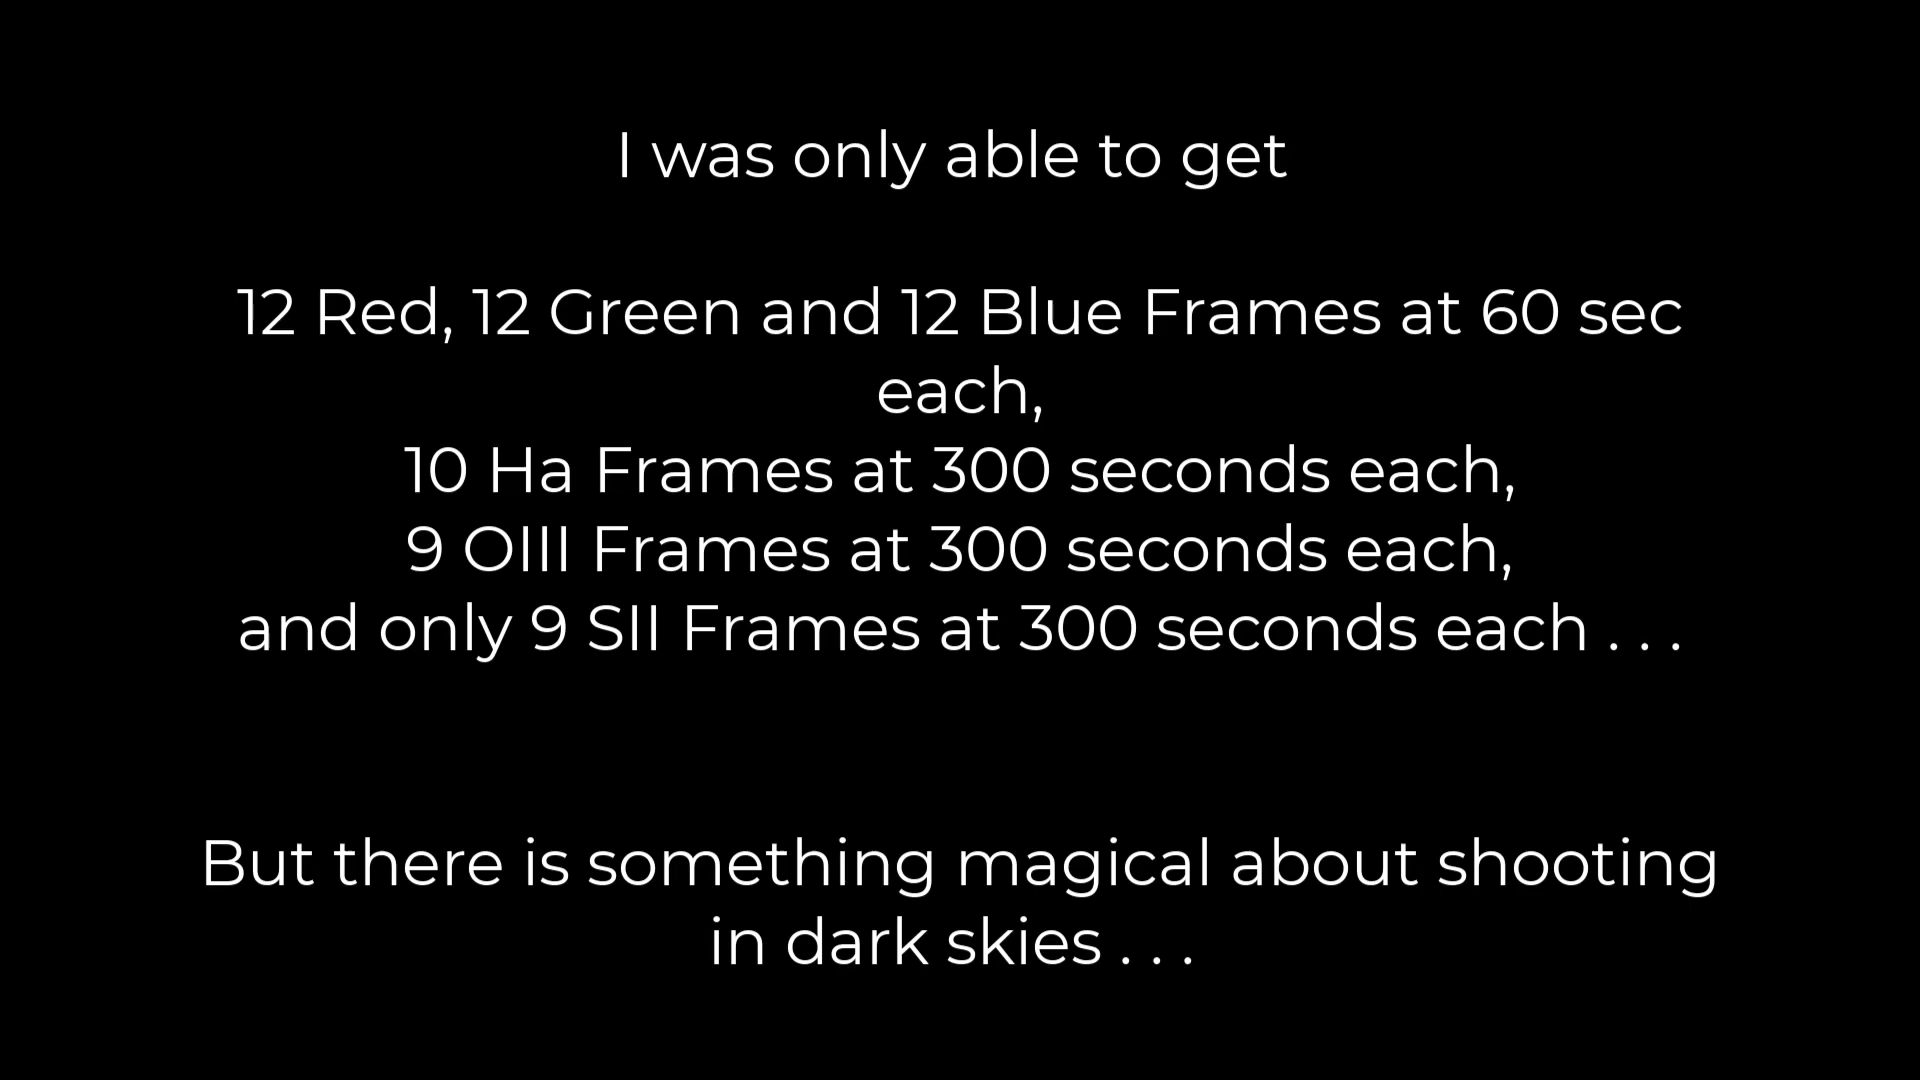 I was only able to get
12 Red, 12 Green and 12 Blue Frames at 60 sec
each,
10 Ha Frames at 300 seconds each,
9 OIII Frames at 300 seconds each,
and only 9 SII Frames at 300 seconds each . . .
But there is something magical about shooting
in dark skies . . .